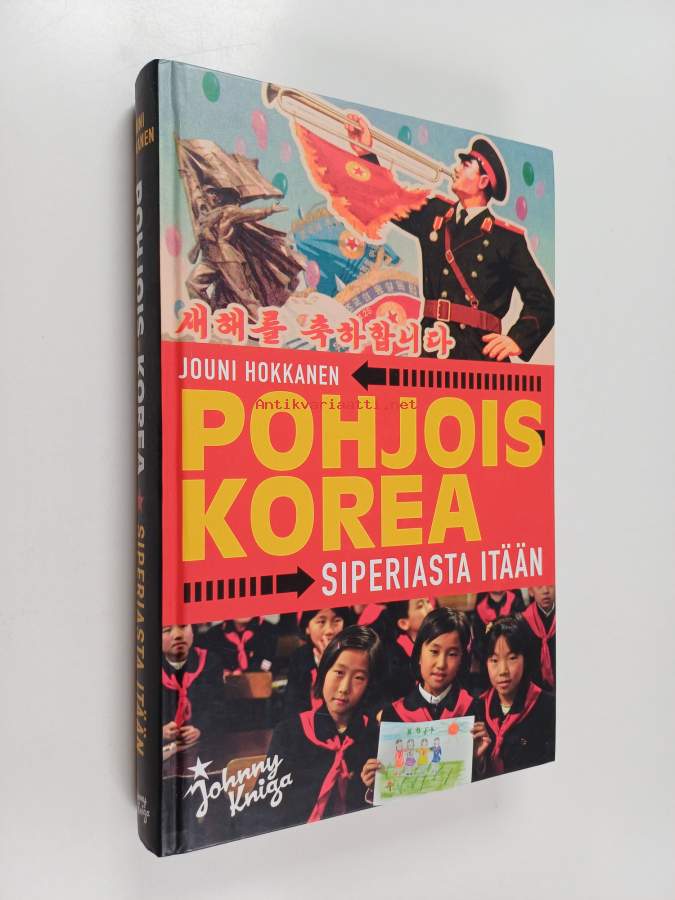 새해를 축하합니다
JOUNI HOKKANEN
Antikvariaatti.net
POHJOIS
KOREA
SIPERIASTA ITÄÄN
Johnny
Kniga
POHJOIS KOREA ★ SIPERIASTA ITÄÄN